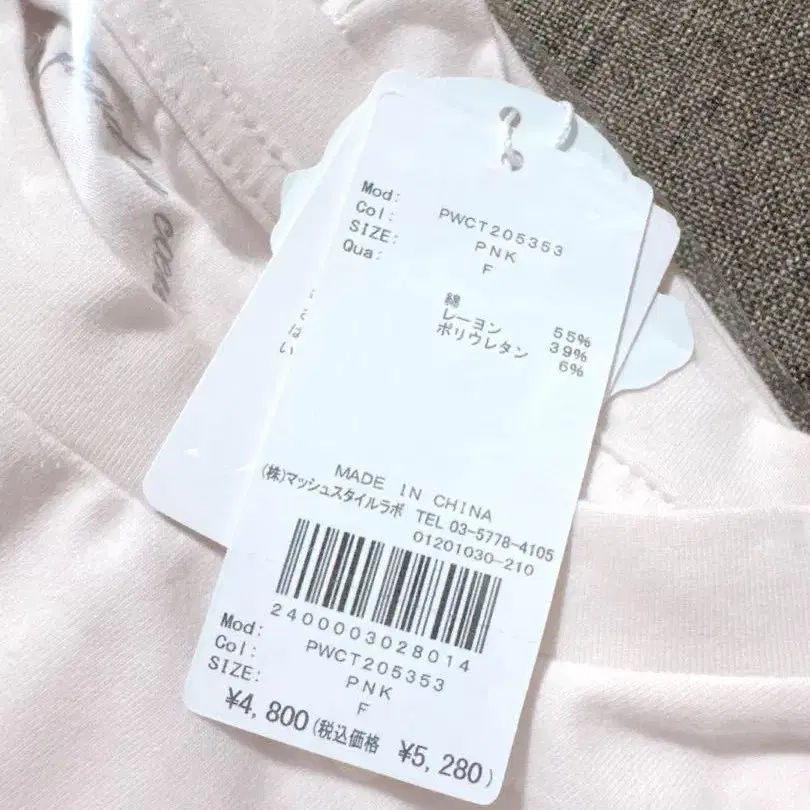 Mod: PWCT205353
Col: PNK
SIZE: F
Qua:
綿 55%
レーヨン 39%
ポリウレタン 6%
MADE IN CHINA
(株)マッシュスタイルラボ TEL 03-5778-4105
01201030-210
2400003028014
Mod: PWCT205353
Col: PNK
SIZE: F
¥4,800(税込価格 ¥5,280)